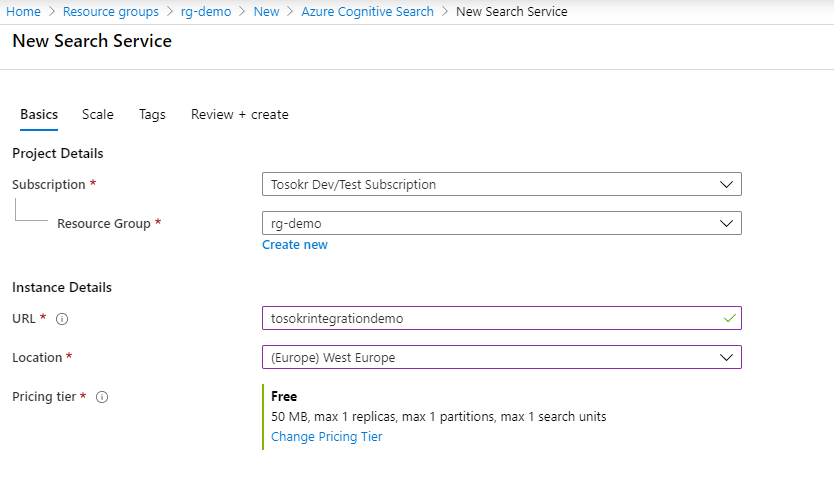 Home > Resource groups > rg-demo > New > Azure Cognitive Search > New Search Service
New Search Service
Basics Scale Tags Review + create
Project Details
Subscription * Tosokr Dev/Test Subscription
Resource Group * rg-demo
Create new
Instance Details
URL * tosokrintegrationdemo
Location * (Europe) West Europe
Pricing tier * Free
50 MB, max 1 replicas, max 1 partitions, max 1 search units
Change Pricing Tier